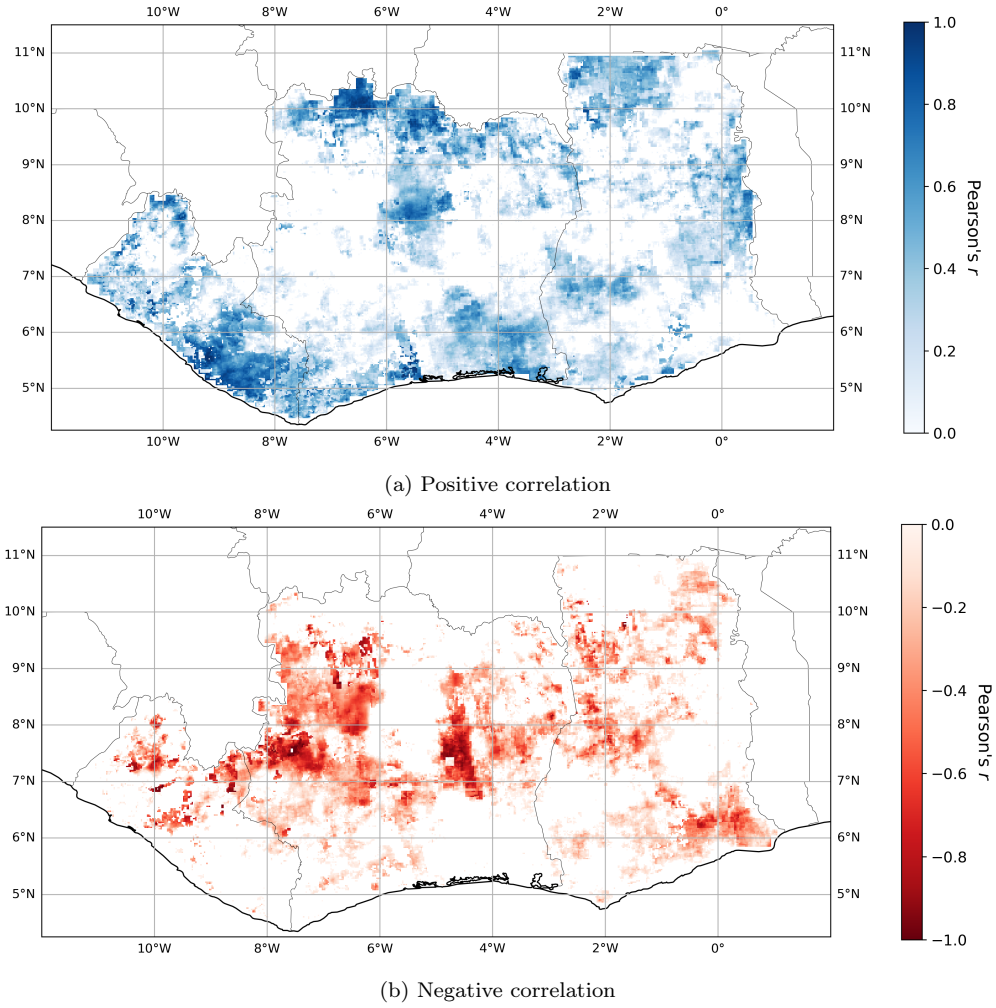 10°W 8°W 6°W 4°W 2°W 0°
11°N 11°N
10°N 10°N
9°N 9°N
8°N 8°N
7°N 7°N
6°N 6°N
5°N 5°N
10°W 8°W 6°W 4°W 2°W 0°
1.0
0.8
0.6
0.4
0.2
0.0
Pearson's r
(a) Positive correlation
10°W 8°W 6°W 4°W 2°W 0°
11°N 11°N
10°N 10°N
9°N 9°N
8°N 8°N
7°N 7°N
6°N 6°N
5°N 5°N
10°W 8°W 6°W 4°W 2°W 0°
0.0
−0.2
−0.4
−0.6
−0.8
−1.0
Pearson's r
(b) Negative correlation